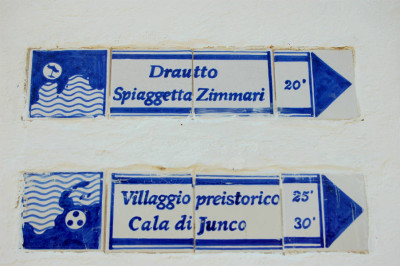 Drautto
Spiaggetta Zimmari 20'
Villaggio preistorico 25'
Cala di Junco 30'